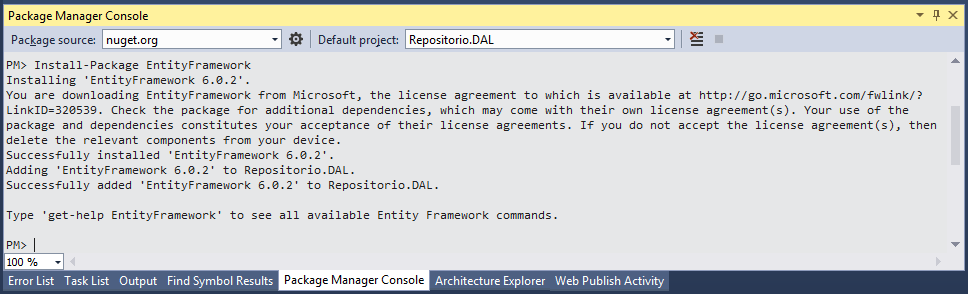 Package Manager Console
Package source: nuget.org Default project: Repositorio.DAL
PM> Install-Package EntityFramework
Installing 'EntityFramework 6.0.2'.
You are downloading EntityFramework from Microsoft, the license agreement to which is available at http://go.microsoft.com/fwlink/?
LinkID=320539. Check the package for additional dependencies, which may come with their own license agreement(s). Your use of the
package and dependencies constitutes your acceptance of their license agreements. If you do not accept the license agreement(s), then
delete the relevant components from your device.
Successfully installed 'EntityFramework 6.0.2'.
Adding 'EntityFramework 6.0.2' to Repositorio.DAL.
Successfully added 'EntityFramework 6.0.2' to Repositorio.DAL.
Type 'get-help EntityFramework' to see all available Entity Framework commands.
PM>
100 %
Error List Task List Output Find Symbol Results Package Manager Console Architecture Explorer Web Publish Activity